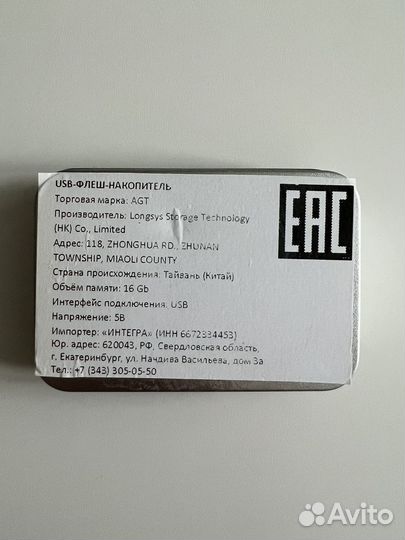 USB-ФЛЕШ-НАКОПИТЕЛЬ
Торговая марка: AGT
Производитель: Longsys Storage Technology
(HK) Co., Limited
Адрес: 118, ZHONGHUA RD., ZHUNAN
TOWNSHIP, MIAOLI COUNTY
Страна происхождения: Тайвань (Китай)
Объём памяти: 16 Gb
Интерфейс подключения: USB
Напряжение: 5В
Импортер: «ИНТЕГРА» (ИНН 6672334453)
Юр. адрес: 620043, РФ, Свердловская область,
г. Екатеринбург, ул. Начдива Васильева, дом 3а
Тел.: +7 (343) 305-05-50
EAC
Avito